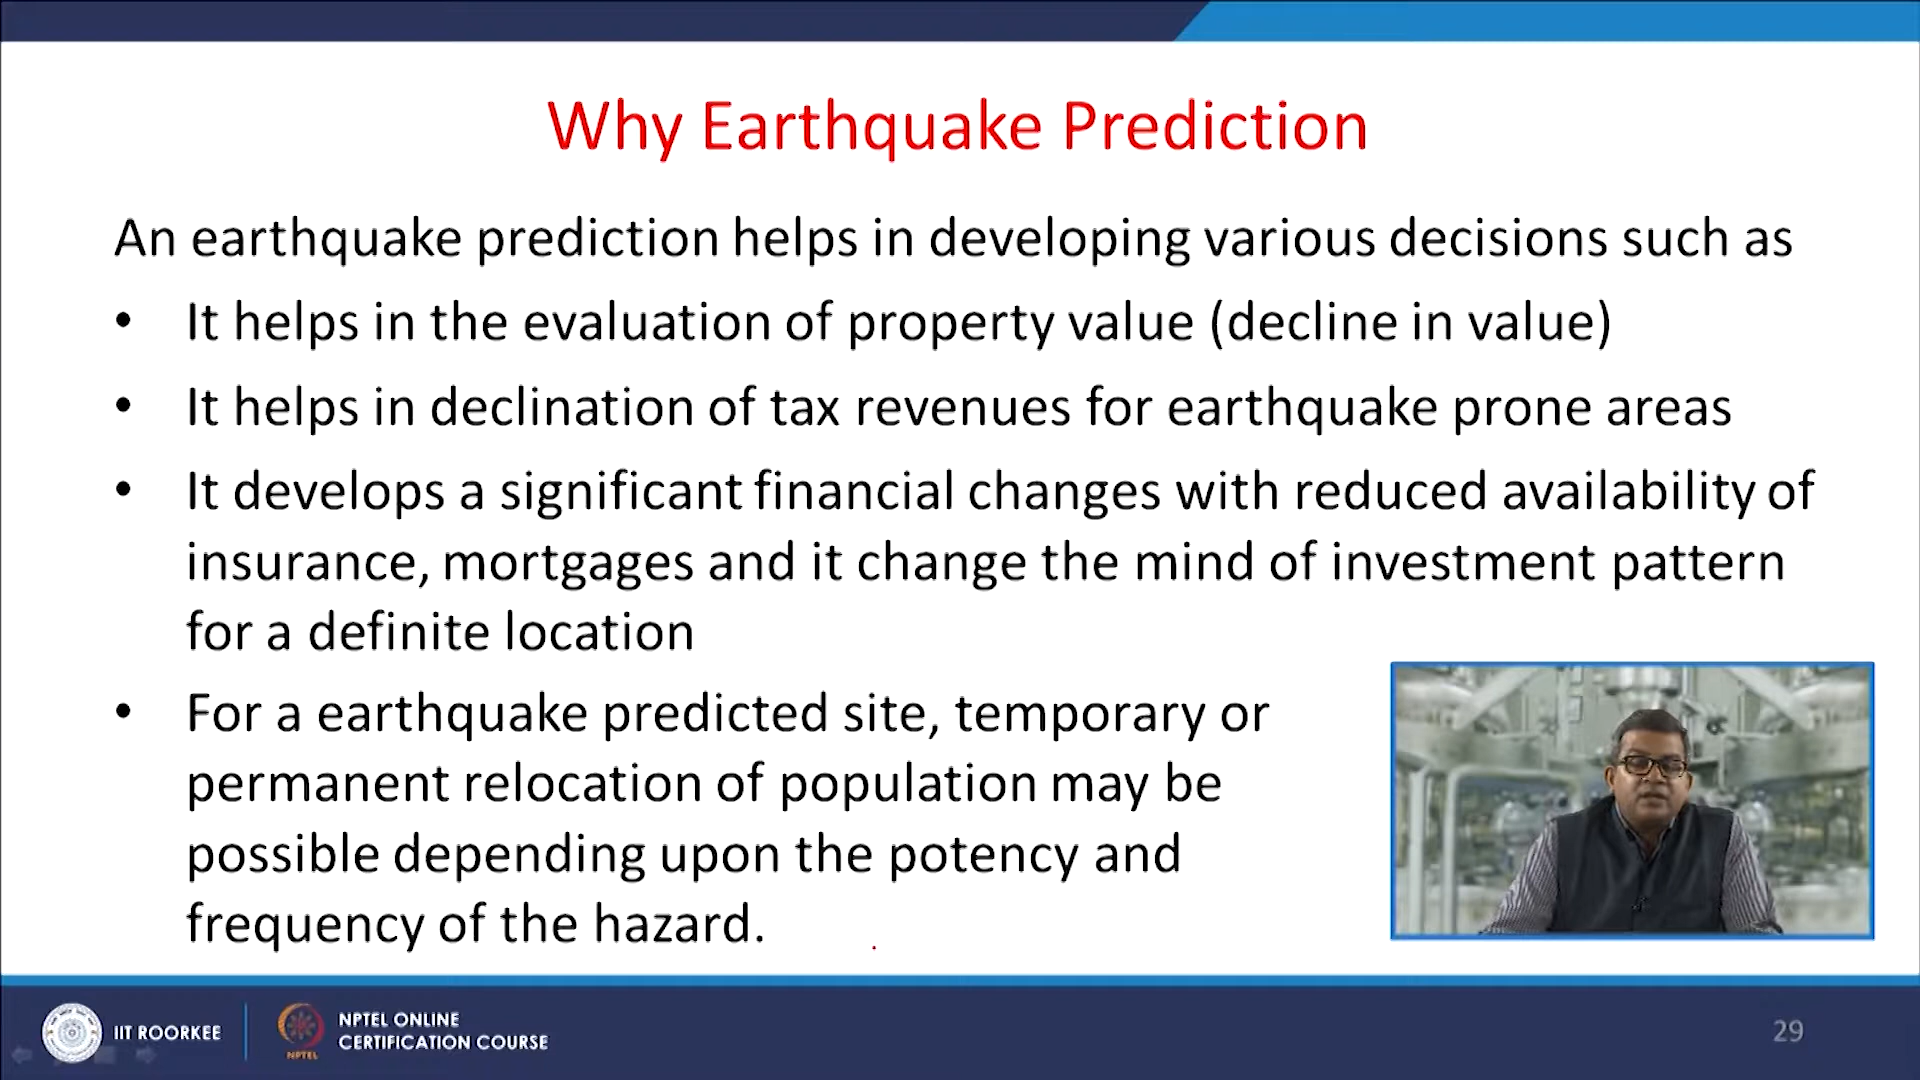 Why Earthquake Prediction
An earthquake prediction helps in developing various decisions such as
• It helps in the evaluation of property value (decline in value)
• It helps in declination of tax revenues for earthquake prone areas
• It develops a significant financial changes with reduced availability of
insurance, mortgages and it change the mind of investment pattern
for a definite location
• For a earthquake predicted site, temporary or
permanent relocation of population may be
possible depending upon the potency and
frequency of the hazard.
IIT ROORKEE
NPTEL
NPTEL ONLINE
CERTIFICATION COURSE
29